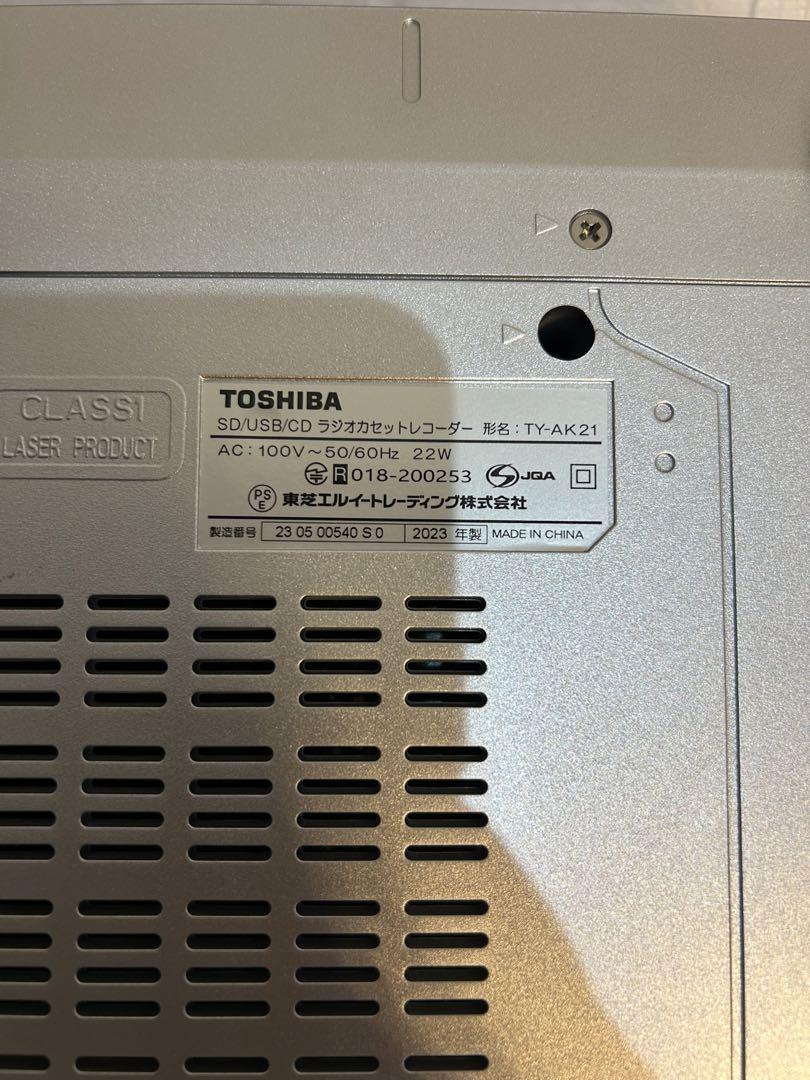 CLASS1
LASER PRODUCT
TOSHIBA
SD/USB/CD ラジオカセットレコーダー 形名：TY-AK21
AC：100V～50/60Hz 22W
R 018-200253 JQA
PSE 東芝エルイートレーディング株式会社
製造番号 23 05 00540 S 0 2023 年製 MADE IN CHINA